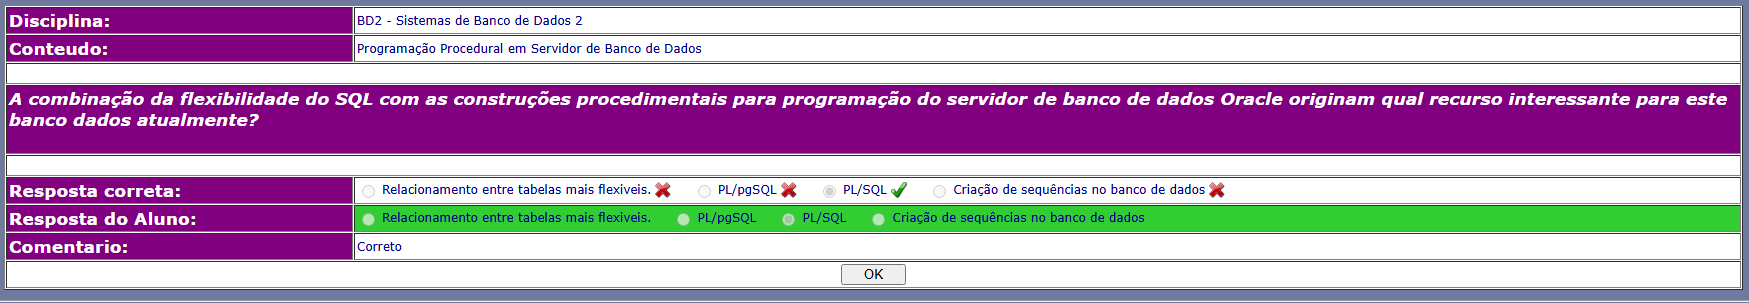 Disciplina: BD2 - Sistemas de Banco de Dados 2
Conteudo: Programação Procedural em Servidor de Banco de Dados
A combinação da flexibilidade do SQL com as construções procedimentais para programação do servidor de banco de dados Oracle originam qual recurso interessante para este
banco dados atualmente?
Resposta correta: Relacionamento entre tabelas mais flexiveis. PL/pgSQL PL/SQL Criação de sequências no banco de dados
Resposta do Aluno: Relacionamento entre tabelas mais flexiveis. PL/pgSQL PL/SQL Criação de sequências no banco de dados
Comentario: Correto
OK